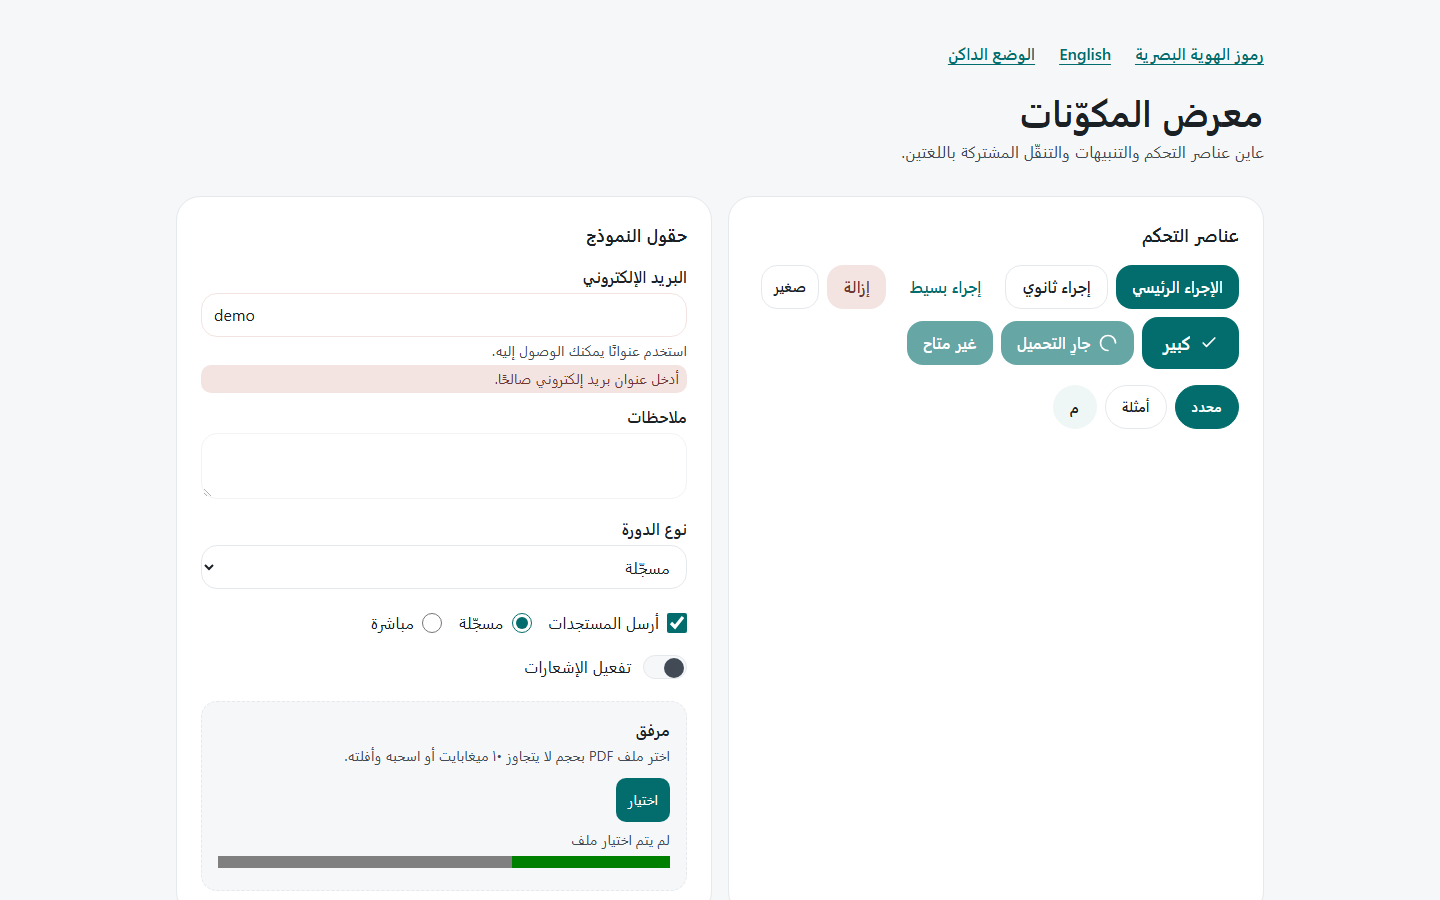 رموز الهوية البصرية English الوضع الداكن
معرض المكوّنات
عاين عناصر التحكم والتنبيهات والتنقّل المشتركة باللغتين.
عناصر التحكم
الإجراء الرئيسي إجراء ثانوي إجراء بسيط إزالة صغير
كبير جارٍ التحميل غير متاح
محدد أمثلة م
حقول النموذج
البريد الإلكتروني
demo
استخدم عنوانًا يمكنك الوصول إليه.
أدخل عنوان بريد إلكتروني صالحًا.
ملاحظات
نوع الدورة
مسجّلة
أرسل المستجدات مسجّلة مباشرة
تفعيل الإشعارات
مرفق
اختر ملف PDF بحجم لا يتجاوز ١٠ ميغابايت أو اسحبه وأفلته.
اختيار
لم يتم اختيار ملف